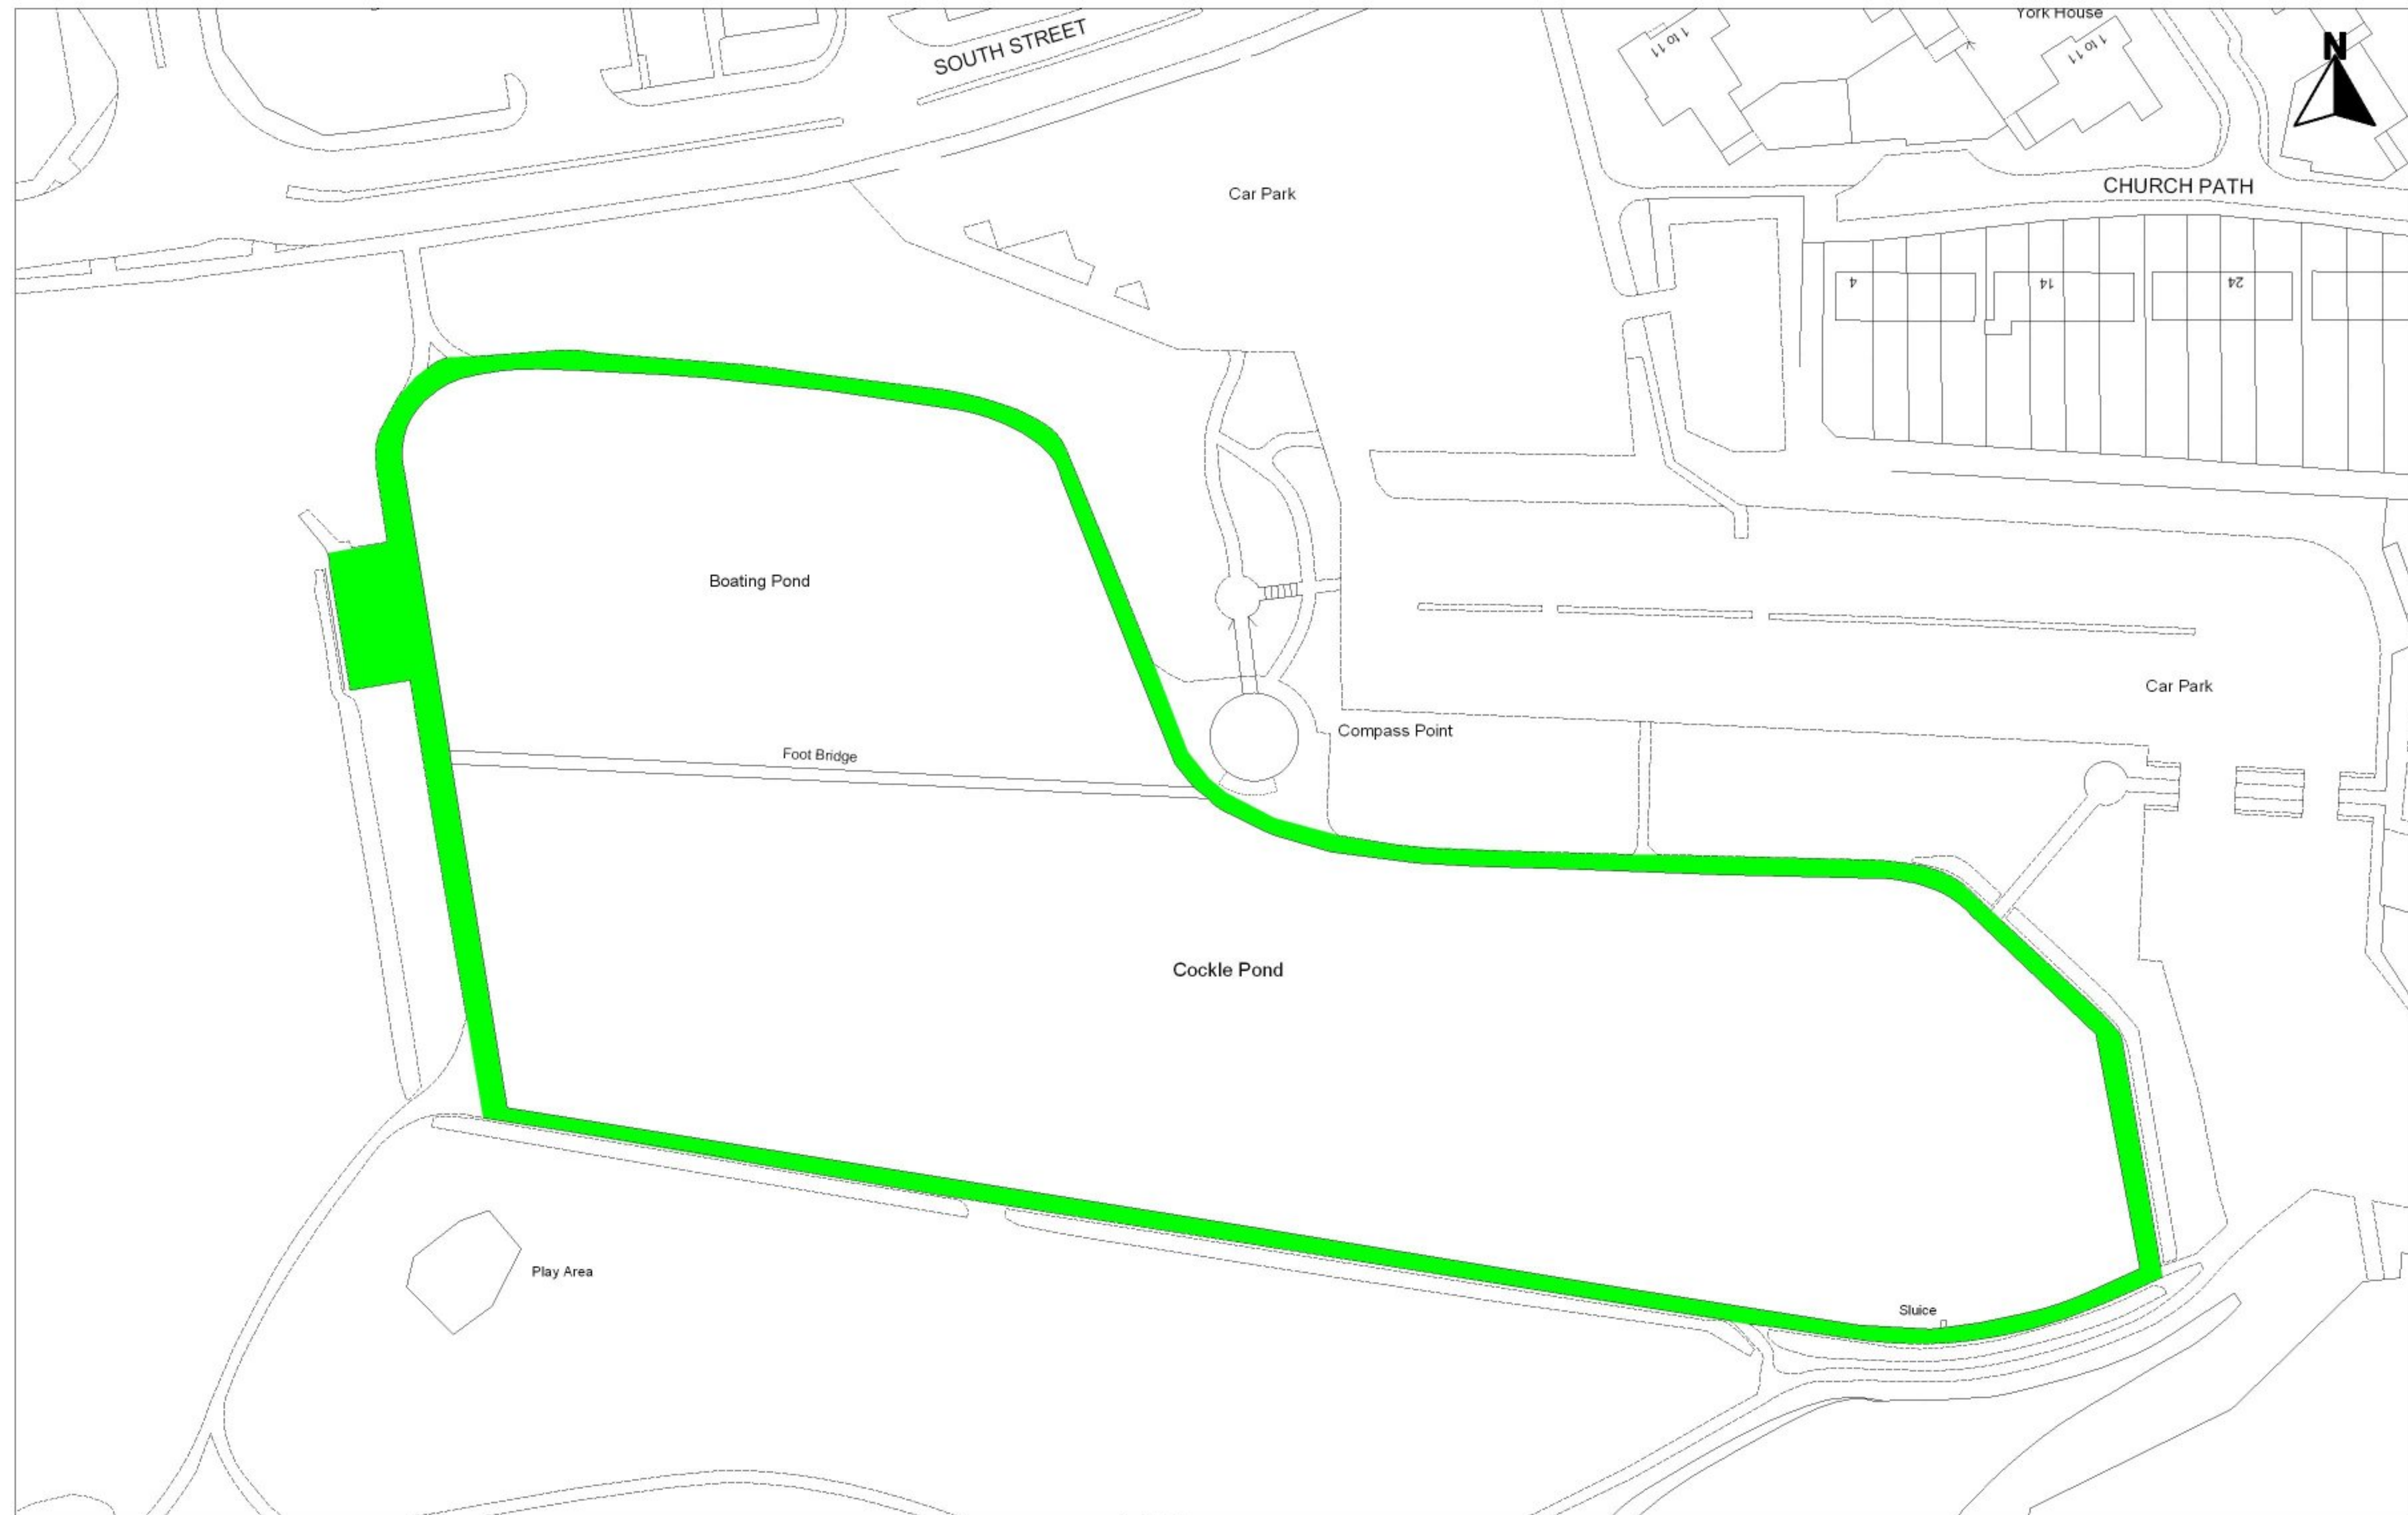 York House
SOUTH STREET
1 to 11
1 to 11
N
Car Park
CHURCH PATH
4
14
24
Boating Pond
Car Park
Compass Point
Foot Bridge
Cockle Pond
Play Area
Sluice